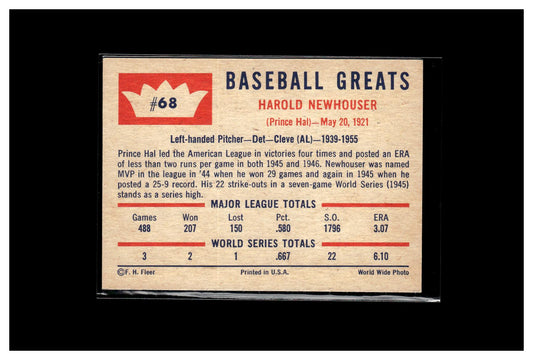 #68
BASEBALL GREATS
HAROLD NEWHOUSER
(Prince Hal)—May 20, 1921
Left-handed Pitcher—Det—Cleve (AL)—1939-1955
Prince Hal led the American League in victories four times and posted an ERA
of less than two runs per game in both 1945 and 1946. Newhouser was named
MVP in the league in '44 when he won 29 games and again in 1945 when he
posted a 25-9 record. His 22 strike-outs in a seven-game World Series (1945)
stands as a series high.
MAJOR LEAGUE TOTALS
Games Won Lost Pct. S.O. ERA
488 207 150 .580 1796 3.07
WORLD SERIES TOTALS
3 2 1 .667 22 6.10
©F. H. Fleer Printed in U.S.A. World Wide Photo